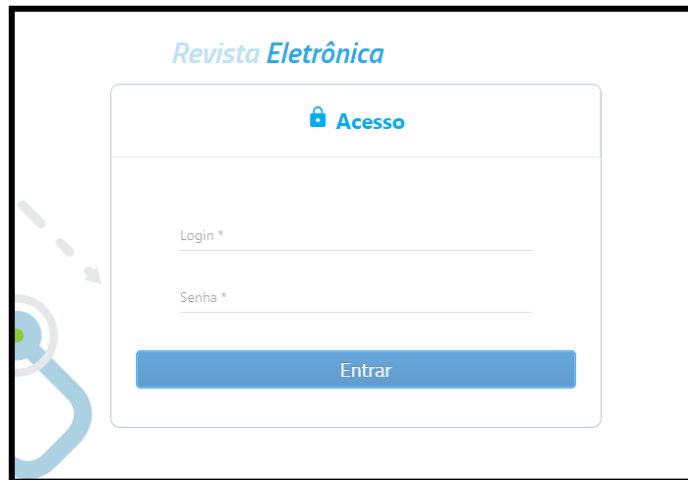 Revista Eletrônica
Acesso
Login *
Senha *
Entrar